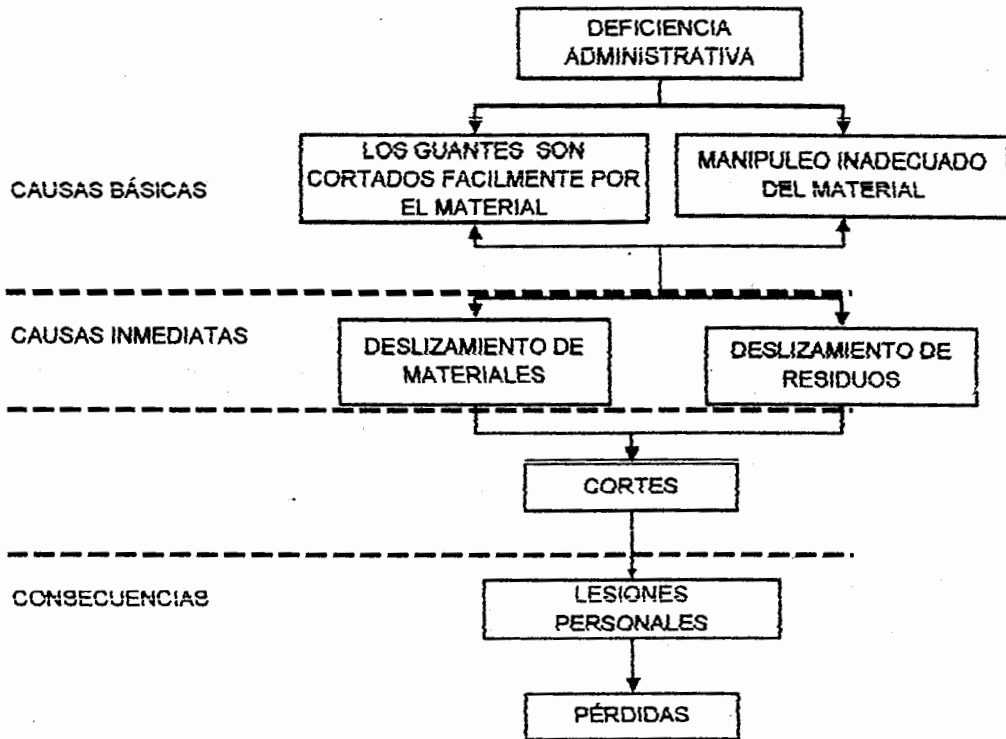 DEFICIENCIA
ADMINISTRATIVA
CAUSAS BÁSICAS
LOS GUANTES SON
CORTADOS FACILMENTE POR
EL MATERIAL
MANIPULEO INADECUADO
DEL MATERIAL
CAUSAS INMEDIATAS
DESLIZAMIENTO DE
MATERIALES
DESLIZAMIENTO DE
RESIDUOS
CORTES
CONSECUENCIAS
LESIONES
PERSONALES
PÉRDIDAS